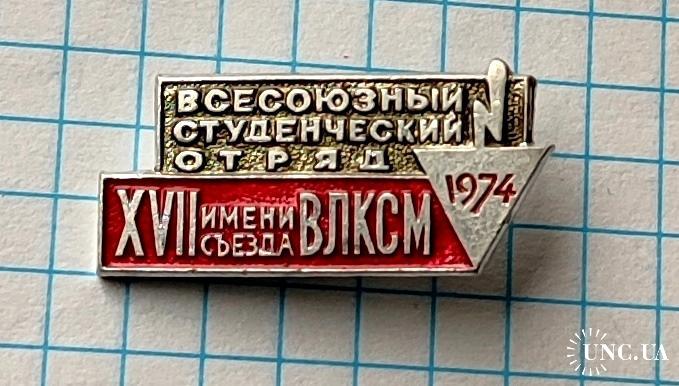 ВСЕСОЮЗНЫЙ
СТУДЕНЧЕСКИЙ
ОТРЯД
1974
XVII ИМЕНИ СЪЕЗДА ВЛКСМ
UNC.UA